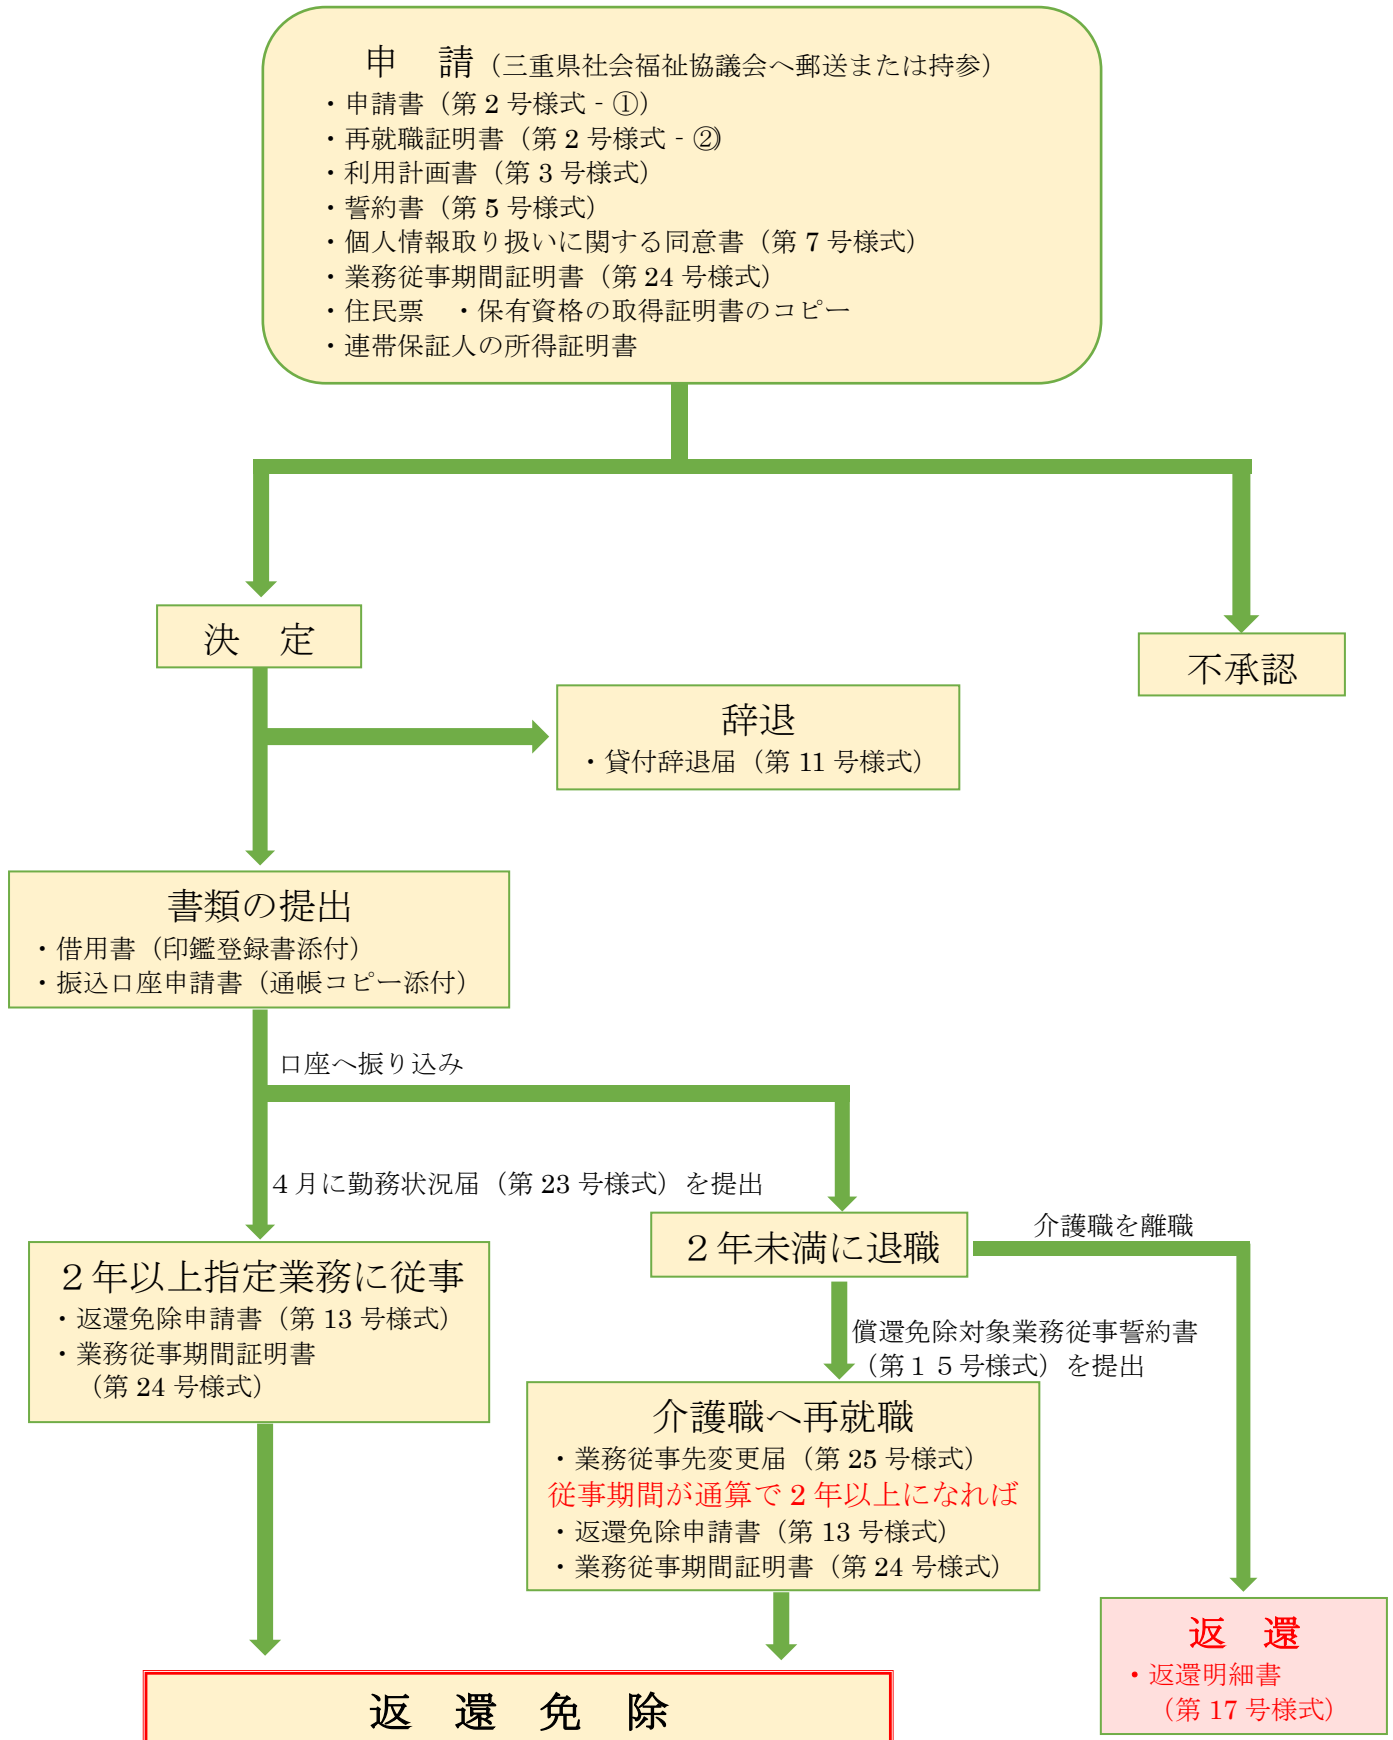 申　請（三重県社会福祉協議会へ郵送または持参）
・申請書（第 2 号様式 - ①）
・再就職証明書（第 2 号様式 - ②）
・利用計画書（第 3 号様式）
・誓約書（第 5 号様式）
・個人情報取り扱いに関する同意書（第 7 号様式）
・業務従事期間証明書（第 24 号様式）
・住民票　・保有資格の取得証明書のコピー
・連帯保証人の所得証明書
決　定
不承認
辞退
・貸付辞退届（第 11 号様式）
書類の提出
・借用書（印鑑登録書添付）
・振込口座申請書（通帳コピー添付）
口座へ振り込み
４月に勤務状況届（第 23 号様式）を提出
２年未満に退職
介護職を離職
２年以上指定業務に従事
・返還免除申請書（第 13 号様式）
・業務従事期間証明書
（第 24 号様式）
償還免除対象業務従事誓約書
（第１５号様式）を提出
介護職へ再就職
・業務従事先変更届（第 25 号様式）
従事期間が通算で 2 年以上になれば
・返還免除申請書（第 13 号様式）
・業務従事期間証明書（第 24 号様式）
返　還
・返還明細書
（第 17 号様式）
返　還　免　除